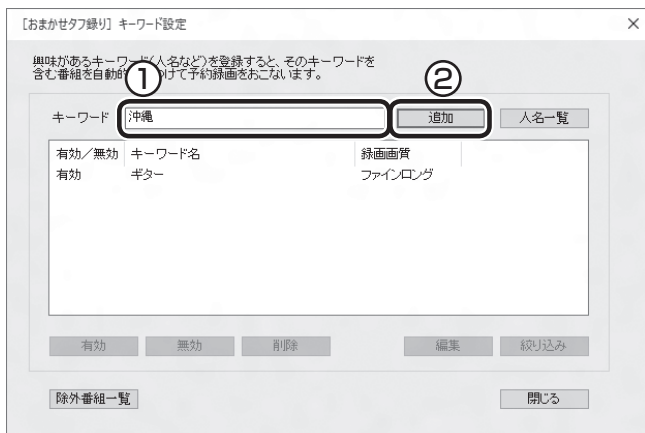 [おまかせタフ録り] キーワード設定
興味があるキーワード(人名など)を登録すると、そのキーワードを
含む番組を自動的 つけて予約録画をおこないます。
① ②
キーワード 沖縄 追加 人名一覧
有効/無効 キーワード名 録画画質
有効 ギター ファインロング
有効 無効 削除 編集 絞り込み
除外番組一覧 閉じる